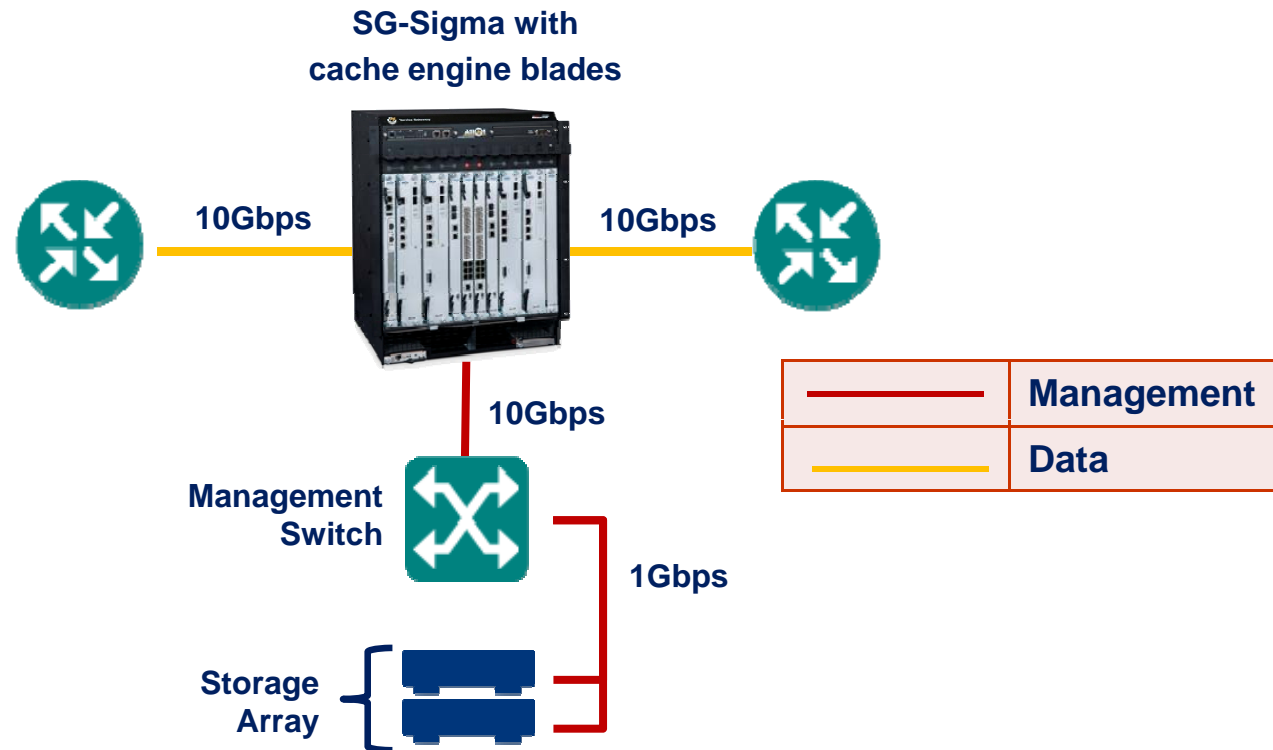 SG-Sigma with
cache engine blades
10Gbps
10Gbps
10Gbps
Management
Data
Management
Switch
1Gbps
Storage
Array